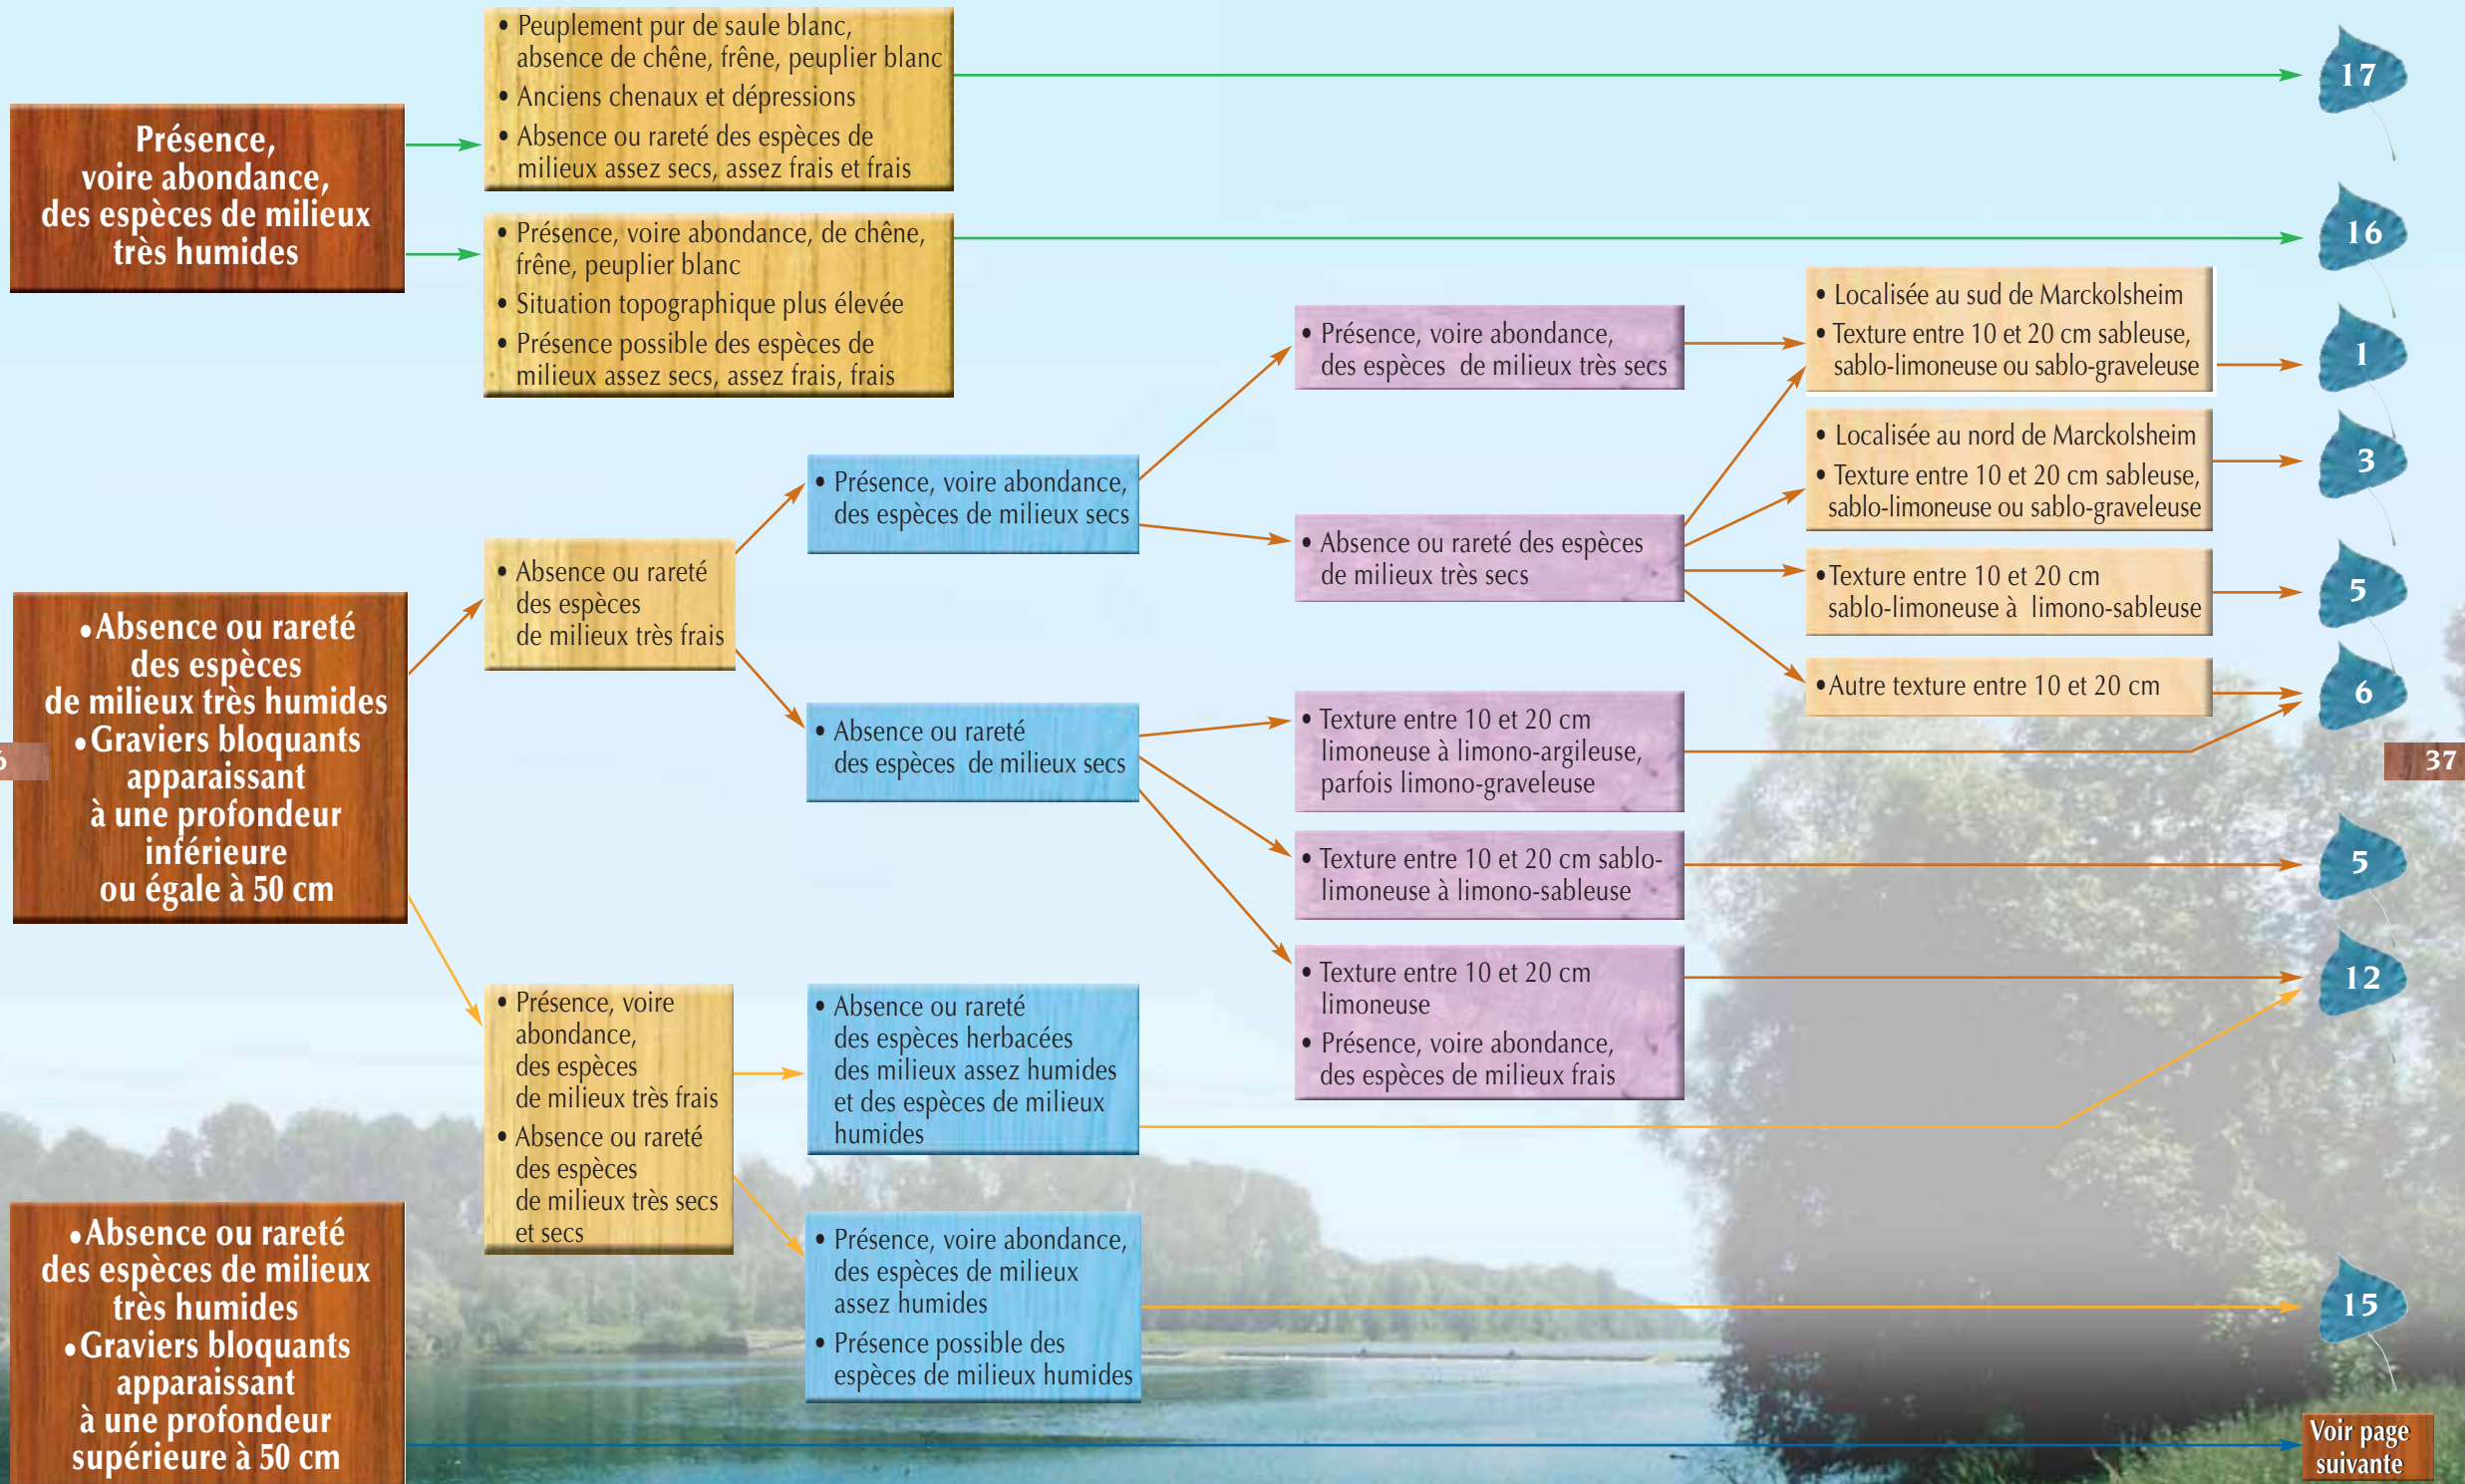 Présence,
voire abondance,
des espèces de milieux
très humides
• Peuplement pur de saule blanc,
absence de chêne, frêne, peuplier blanc
• Anciens chenaux et dépressions
• Absence ou rareté des espèces de
milieux assez secs, assez frais et frais
17
• Présence, voire abondance, de chêne,
frêne, peuplier blanc
• Situation topographique plus élevée
• Présence possible des espèces de
milieux assez secs, assez frais, frais
16
• Absence ou rareté
des espèces
de milieux très humides
• Graviers bloquants
apparaissant
à une profondeur
inférieure
ou égale à 50 cm
• Absence ou rareté
des espèces
de milieux très frais
• Présence, voire abondance,
des espèces de milieux secs
• Présence, voire abondance,
des espèces de milieux très secs
• Localisée au sud de Marckolsheim
• Texture entre 10 et 20 cm sableuse,
sablo-limoneuse ou sablo-graveleuse
1
• Absence ou rareté des espèces
de milieux très secs
• Localisée au nord de Marckolsheim
• Texture entre 10 et 20 cm sableuse,
sablo-limoneuse ou sablo-graveleuse
3
• Texture entre 10 et 20 cm
sablo-limoneuse à limono-sableuse
5
• Autre texture entre 10 et 20 cm
6
• Absence ou rareté
des espèces de milieux secs
• Texture entre 10 et 20 cm
limoneuse à limono-argileuse,
parfois limono-graveleuse
• Texture entre 10 et 20 cm sablo-
limoneuse à limono-sableuse
5
• Texture entre 10 et 20 cm
limoneuse
• Présence, voire abondance,
des espèces de milieux frais
12
• Présence, voire
abondance,
des espèces
de milieux très frais
• Absence ou rareté
des espèces
de milieux très secs
et secs
• Absence ou rareté
des espèces herbacées
des milieux assez humides
et des espèces de milieux
humides
• Présence, voire abondance,
des espèces de milieux
assez humides
• Présence possible des
espèces de milieux humides
15
• Absence ou rareté
des espèces de milieux
très humides
• Graviers bloquants
apparaissant
à une profondeur
supérieure à 50 cm
Voir page
suivante
6
37